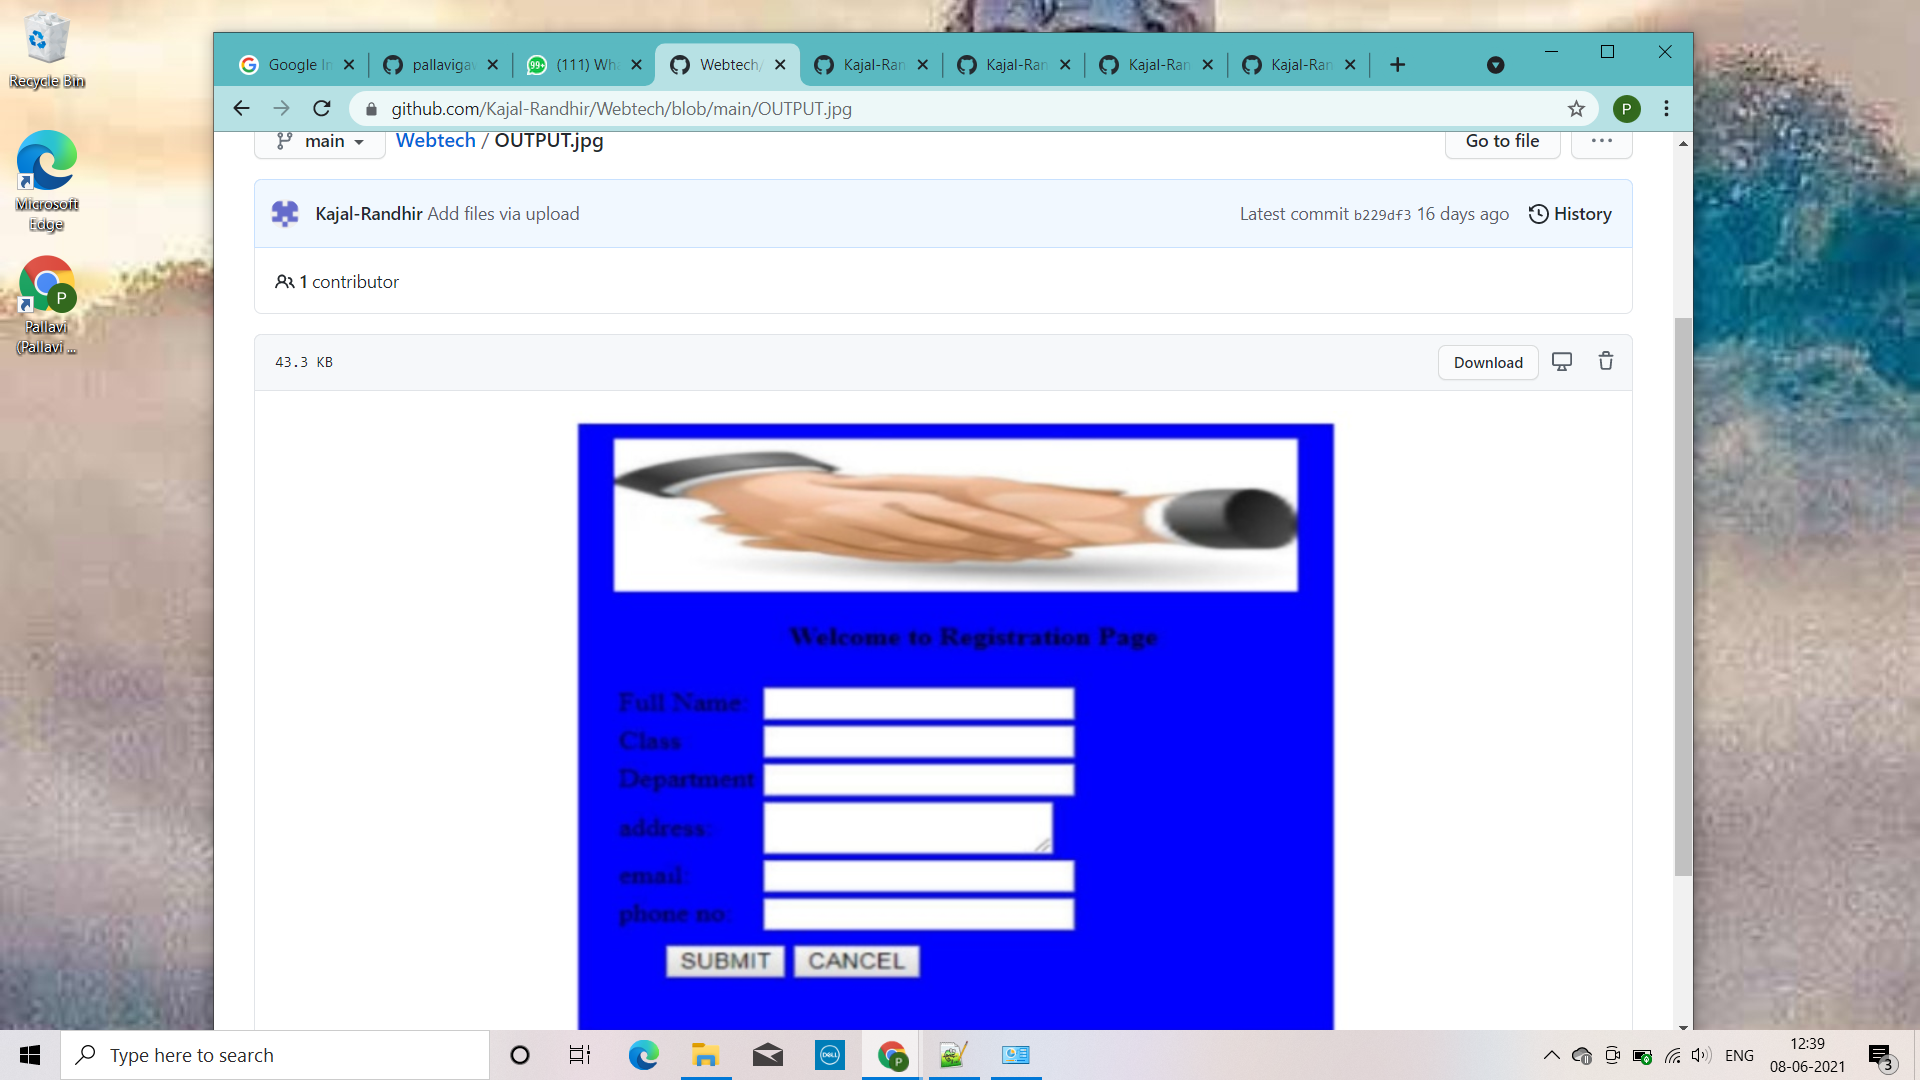 Recycle Bin
Microsoft
Edge
P
Pallavi
(Pallavi ...
Google In
pallavigav
99+
(111) Wha
Webtech/
Kajal-Ran
Kajal-Ran
Kajal-Ran
Kajal-Ran
github.com/Kajal-Randhir/Webtech/blob/main/OUTPUT.jpg
P
main
Webtech / OUTPUT.jpg
Go to file
Kajal-Randhir Add files via upload
Latest commit b229df3 16 days ago
History
1 contributor
43.3 KB
Download
Welcome to Registration Page
Full Name:
Class
Department
address:
email:
phone no:
SUBMIT
CANCEL
Type here to search
DELL
P
ENG
12:39
08-06-2021
3